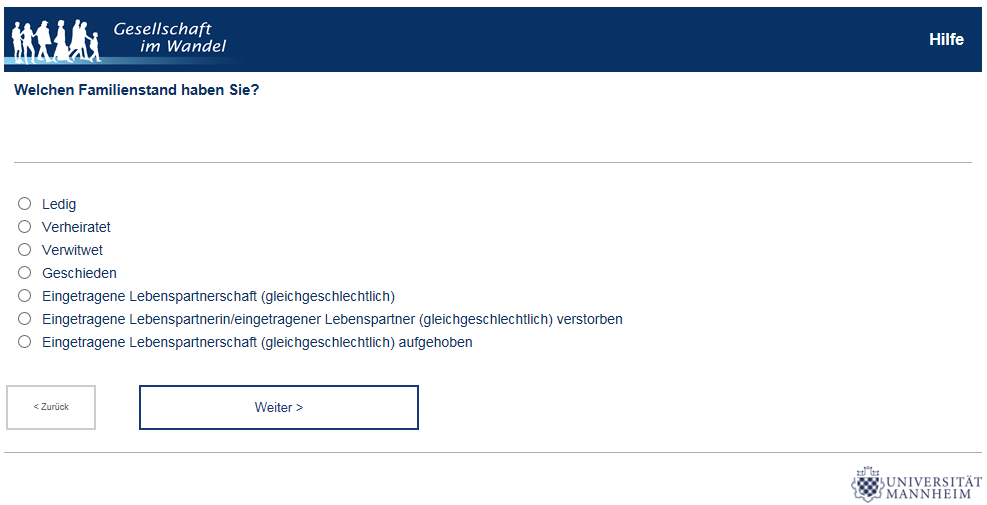 Gesellschaft
im Wandel
Hilfe
Welchen Familienstand haben Sie?
Ledig
Verheiratet
Verwitwet
Geschieden
Eingetragene Lebenspartnerschaft (gleichgeschlechtlich)
Eingetragene Lebenspartnerin/eingetragener Lebenspartner (gleichgeschlechtlich) verstorben
Eingetragene Lebenspartnerschaft (gleichgeschlechtlich) aufgehoben
< Zurück
Weiter >
UNIVERSITÄT
MANNHEIM